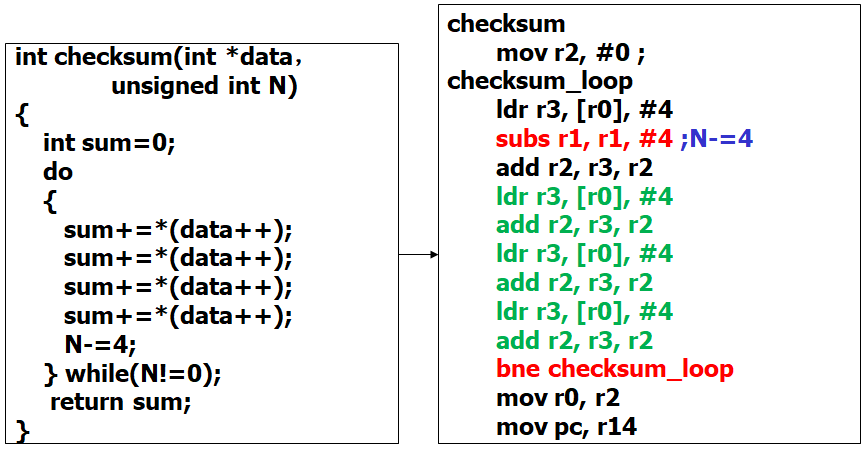 int checksum(int *data，
unsigned int N)
{
int sum=0;
do
{
sum+=*(data++);
sum+=*(data++);
sum+=*(data++);
sum+=*(data++);
N-=4;
} while(N!=0);
return sum;
}
checksum
mov r2, #0 ;
checksum_loop
ldr r3, [r0], #4
subs r1, r1, #4 ;N-=4
add r2, r3, r2
ldr r3, [r0], #4
add r2, r3, r2
ldr r3, [r0], #4
add r2, r3, r2
ldr r3, [r0], #4
add r2, r3, r2
bne checksum_loop
mov r0, r2
mov pc, r14